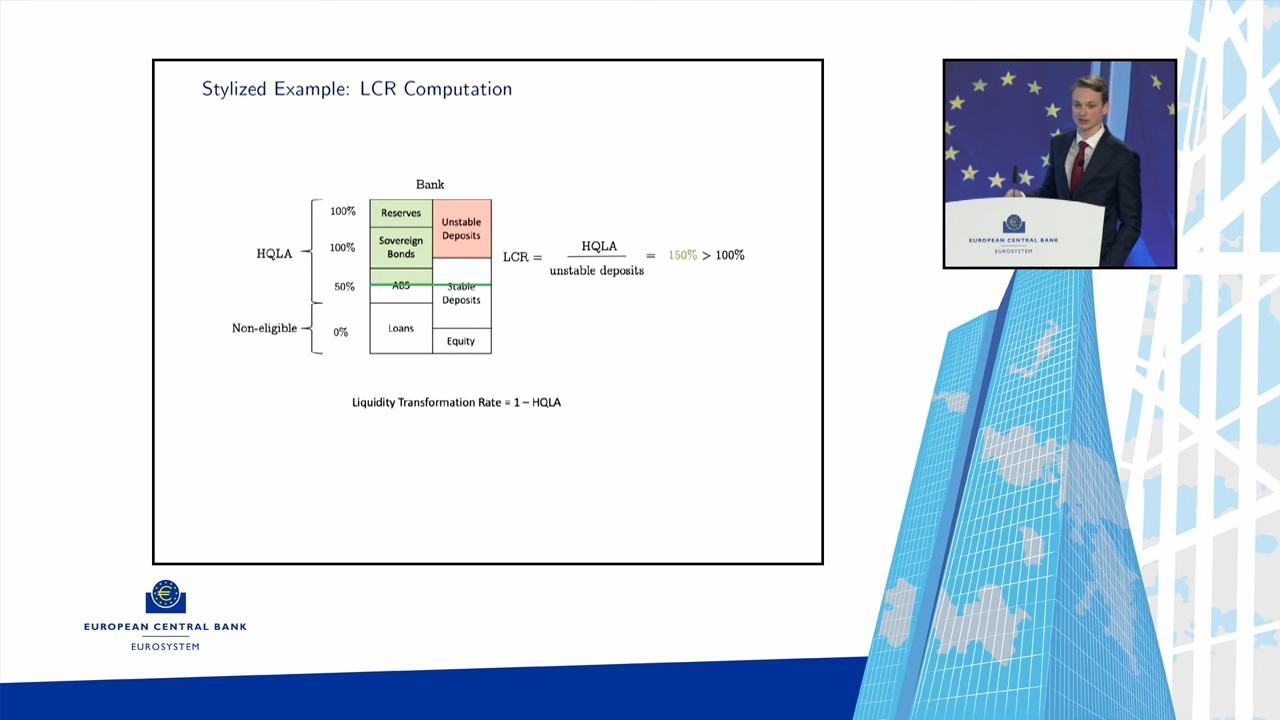 Stylized Example: LCR Computation
Bank
HQLA
Non-eligible
100%
100%
50%
0%
Reserves
Sovereign
Bonds
ABS
Loans
Unstable
Deposits
Stable
Deposits
Equity
LCR = HQLA
unstable deposits
= 150% > 100%
Liquidity Transformation Rate = 1 – HQLA
EUROPEAN CENTRAL BANK
EUROSYSTEM
EUROPEAN CENTRAL BANK
EUROSYSTEM